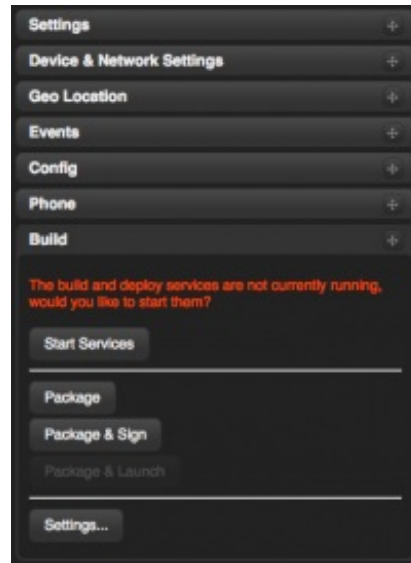 Settings
Device & Network Settings
Geo Location
Events
Config
Phone
Build
The build and deploy services are not currently running,
would you like to start them?
Start Services
Package
Package & Sign
Package & Launch
Settings...